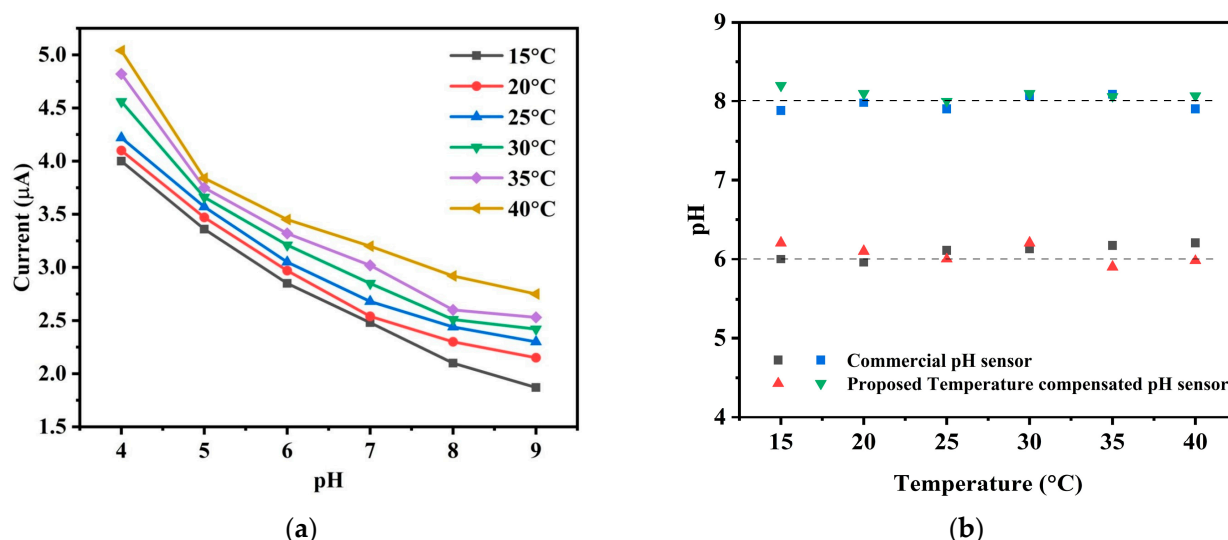 5.0
4.5
4.0
3.5
3.0
2.5
2.0
1.5
Current (μA)
4 5 6 7 8 9
pH
15°C
20°C
25°C
30°C
35°C
40°C
(a)
9
8
7
6
5
4
pH
Commercial pH sensor
Proposed Temperature compensated pH sensor
15 20 25 30 35 40
Temperature (°C)
(b)